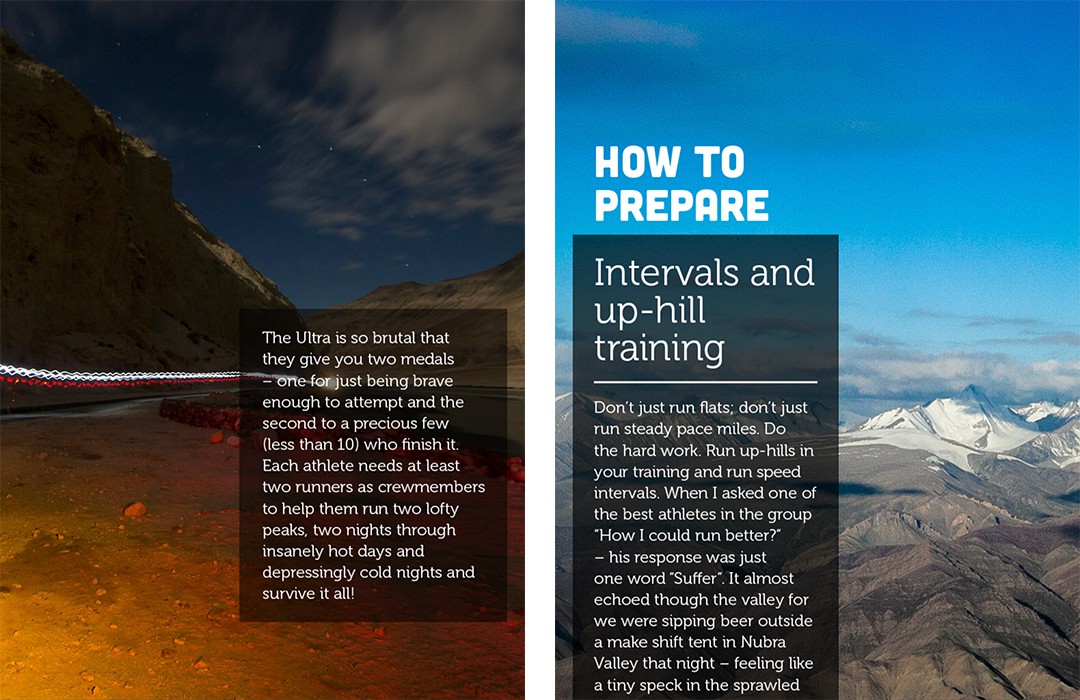 The Ultra is so brutal that
they give you two medals
– one for just being brave
enough to attempt and the
second to a precious few
(less than 10) who finish it.
Each athlete needs at least
two runners as crewmembers
to help them run two lofty
peaks, two nights through
insanely hot days and
depressingly cold nights and
survive it all!
HOW TO
PREPARE
Intervals and
up-hill
training
Don't just run flats; don't just
run steady pace miles. Do
the hard work. Run up-hills in
your training and run speed
intervals. When I asked one of
the best athletes in the group
“How I could run better?”
– his response was just
one word “Suffer”. It almost
echoed though the valley for
we were sipping beer outside
a make shift tent in Nubra
Valley that night – feeling like
a tiny speck in the sprawled